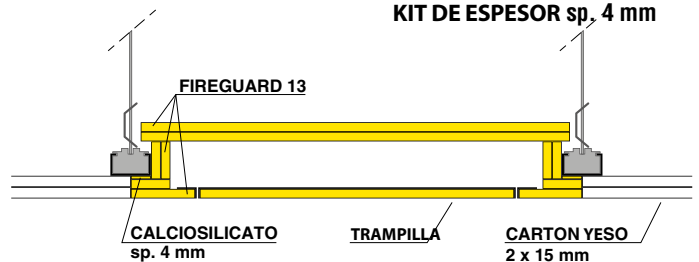 KIT DE ESPESOR sp. 4 mm
FIREGUARD 13
CALCIOSILICATO
sp. 4 mm
TRAMPILLA
CARTON YESO
2 x 15 mm